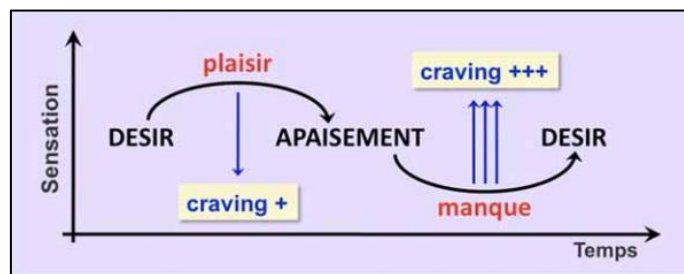 plaisir
craving +++
DESIR
APAISEMENT
DESIR
Sensation
craving +
manque
Temps